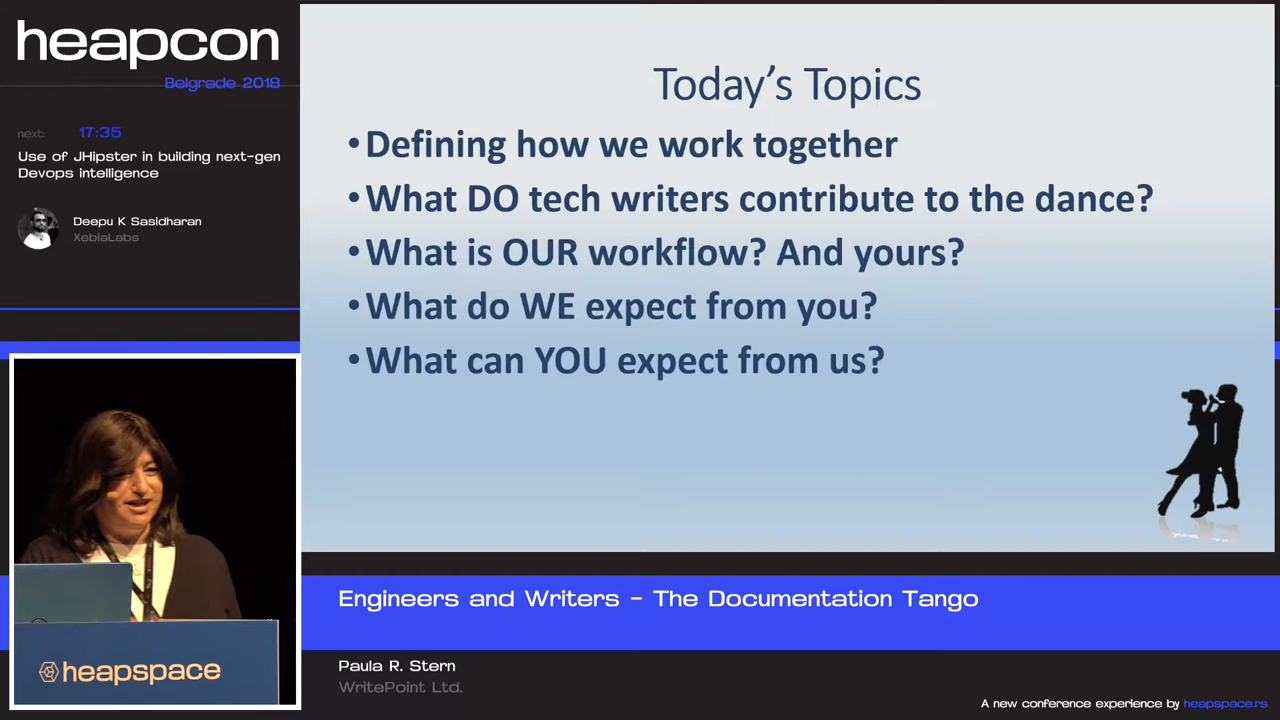 heapcon
Belgrade 2018
next: 17:35
Use of JHipster in building next-gen
Devops intelligence
Deepu K Sasidharan
XebiaLabs
Today's Topics
•Defining how we work together
•What DO tech writers contribute to the dance?
•What is OUR workflow? And yours?
•What do WE expect from you?
•What can YOU expect from us?
heapspace
Engineers and Writers - The Documentation Tango
Paula R. Stern
WritePoint Ltd.
A new conference experience by heapspace.rs